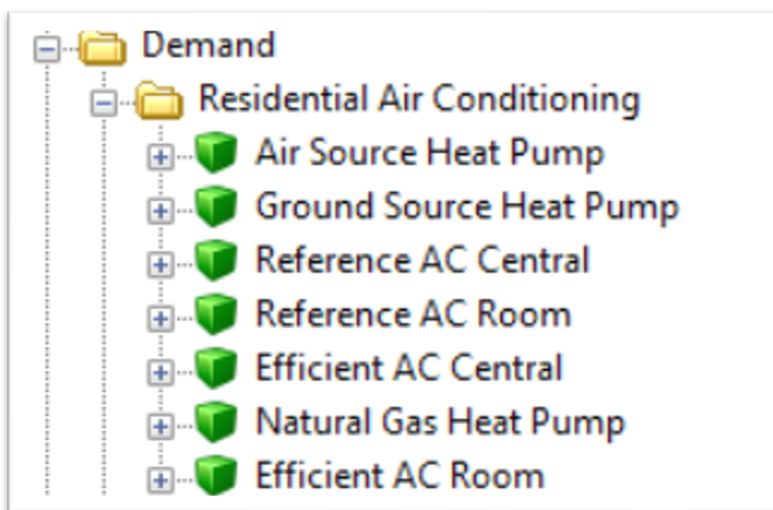 Demand
Residential Air Conditioning
Air Source Heat Pump
Ground Source Heat Pump
Reference AC Central
Reference AC Room
Efficient AC Central
Natural Gas Heat Pump
Efficient AC Room